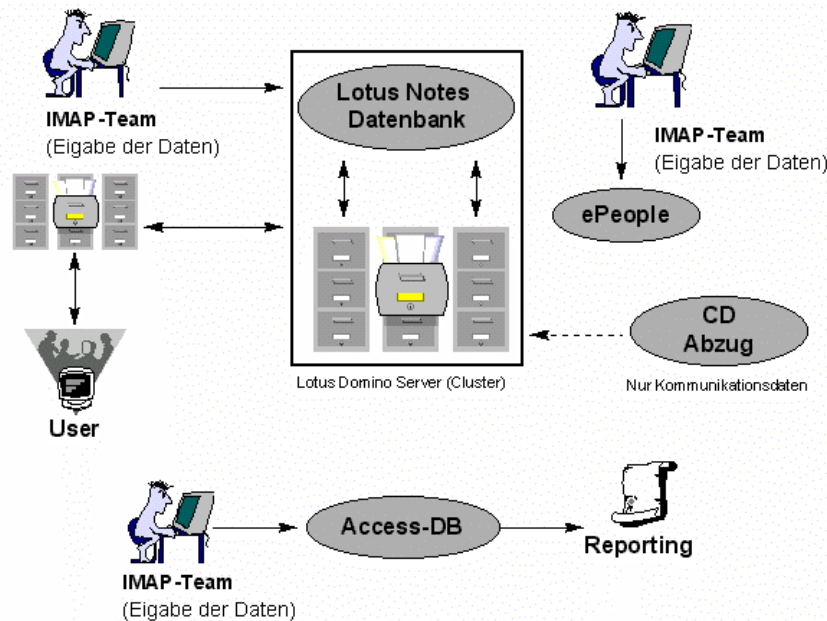 IMAP-Team
(Eigabe der Daten)
Lotus Notes
Datenbank
IMAP-Team
(Eigabe der Daten)
ePeople
CD
Abzug
Nur Kommunikationsdaten
Lotus Domino Server (Cluster)
User
IMAP-Team
(Eigabe der Daten)
Access-DB
Reporting